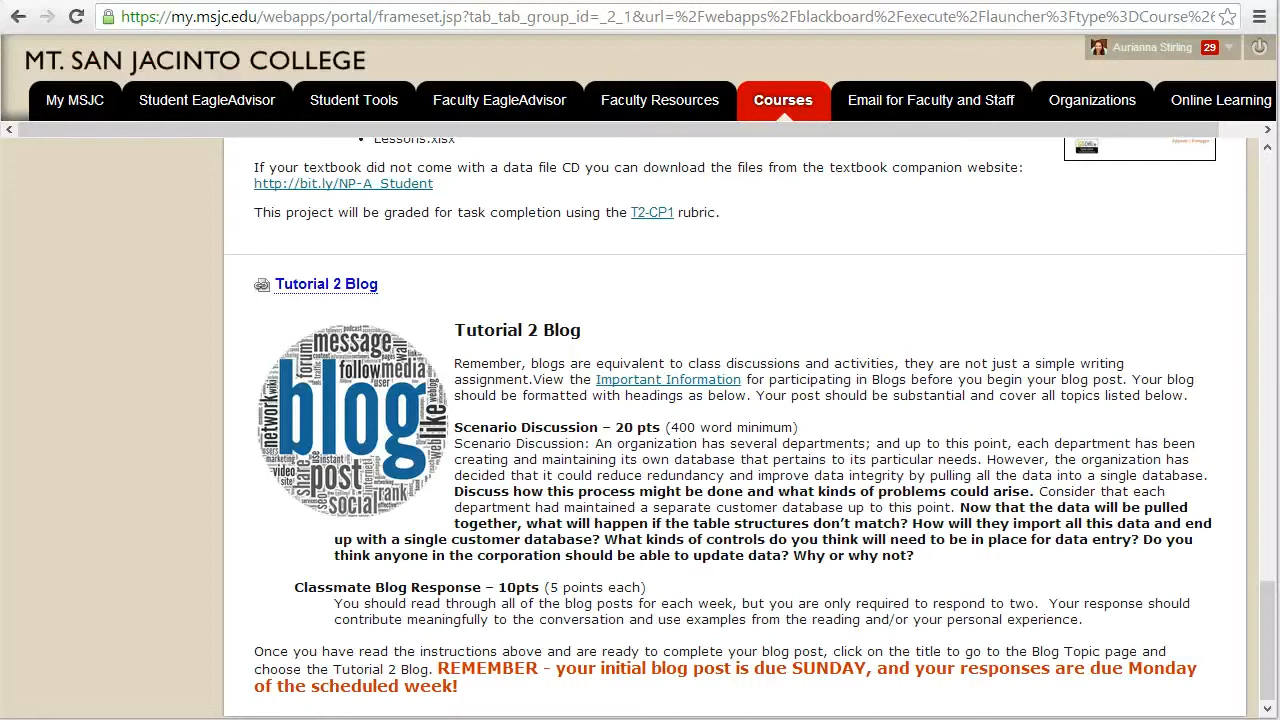 https://my.msjc.edu/webapps/portal/frameset.jsp?tab_tab_group_id=_2_1&url=%2Fwebapps%2Fblackboard%2Fexecute%2Flauncher%3Ftype%3DCourse%26
MT. SAN JACINTO COLLEGE
Aurianna Stirling 29
My MSJC Student EagleAdvisor Student Tools Faculty EagleAdvisor Faculty Resources Courses Email for Faculty and Staff Organizations Online Learning
Lessons.xlsx
If your textbook did not come with a data file CD you can download the files from the textbook companion website:
http://bit.ly/NP-A_Student
This project will be graded for task completion using the T2-CP1 rubric.
Tutorial 2 Blog
Tutorial 2 Blog
Remember, blogs are equivalent to class discussions and activities, they are not just a simple writing
assignment.View the Important Information for participating in Blogs before you begin your blog post. Your blog
should be formatted with headings as below. Your post should be substantial and cover all topics listed below.
Scenario Discussion – 20 pts (400 word minimum)
Scenario Discussion: An organization has several departments, and up to this point, each department has been
creating and maintaining its own database that pertains to its particular needs. However, the organization has
decided that it could reduce redundancy and improve data integrity by pulling all the data into a single database.
Discuss how this process might be done and what kinds of problems could arise. Consider that each
department had maintained a separate customer database up to this point. Now that the data will be pulled
together, what will happen if the table structures don’t match? How will they import all this data and end
up with a single customer database? What kinds of controls do you think will need to be in place for data entry? Do you
think anyone in the corporation should be able to update data? Why or why not?
Classmate Blog Response – 10pts (5 points each)
You should read through all of the blog posts for each week, but you are only required to respond to two. Your response should
contribute meaningfully to the conversation and use examples from the reading and/or your personal experience.
Once you have read the instructions above and are ready to complete your blog post, click on the title to go to the Blog Topic page and
choose the Tutorial 2 Blog. REMEMBER - your initial blog post is due SUNDAY, and your responses are due Monday
of the scheduled week!
message
follow media
user
blog
networking
like
web
video
post
share
rank
social